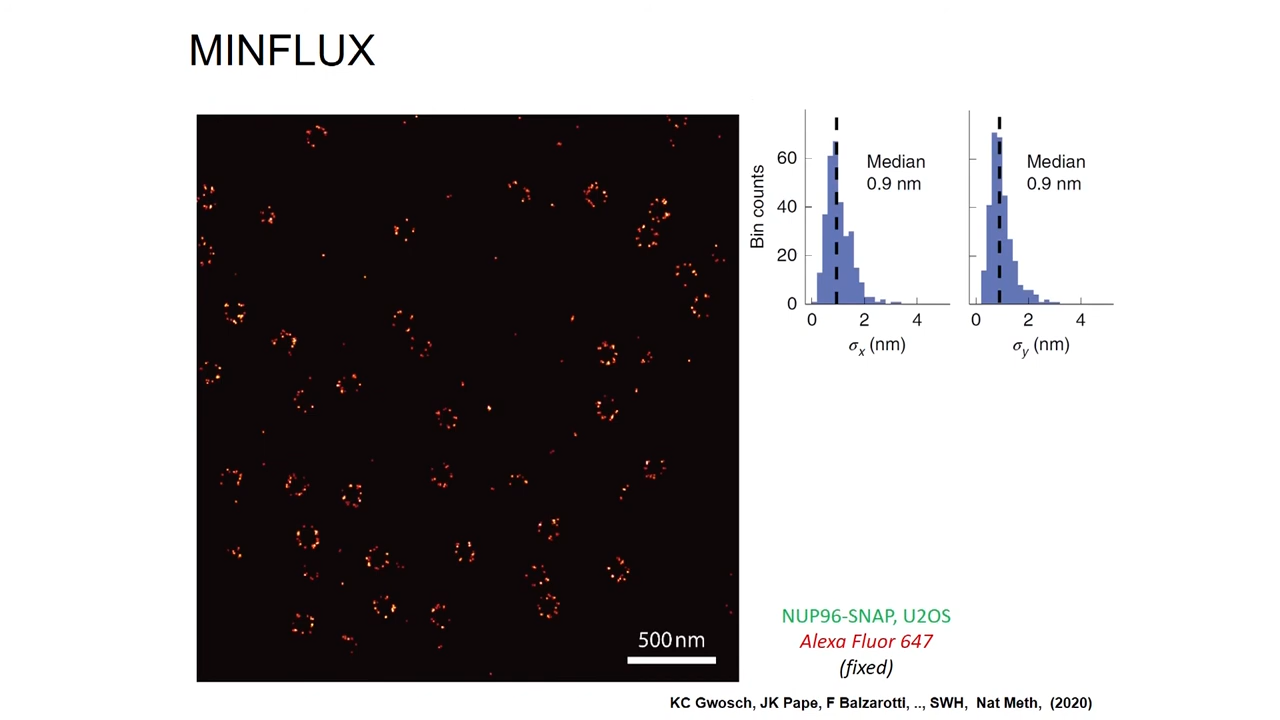 MINFLUX
Bin counts
60
40
20
0
Median
0.9 nm
0 2 4
σx (nm)
Median
0.9 nm
0 2 4
σy (nm)
500 nm
NUP96-SNAP, U2OS
Alexa Fluor 647
(fixed)
KC Gwosch, JK Pape, F Balzarotti, .., SWH, Nat Meth, (2020)